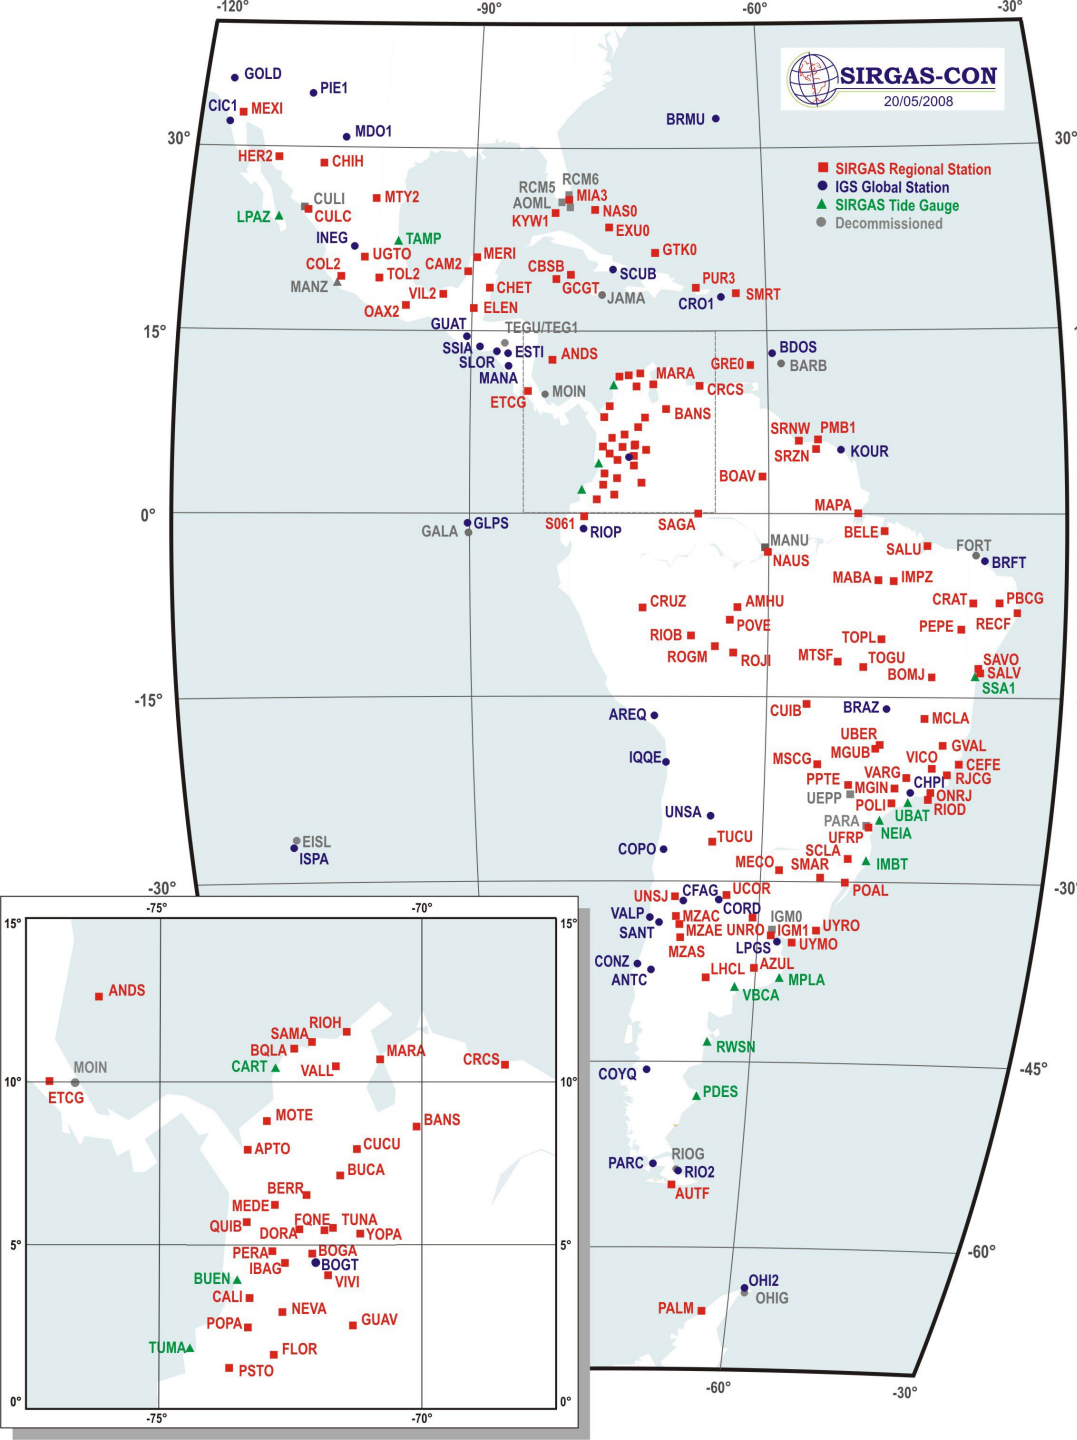 -120°
-90°
-60°
-30°
GOLD
PIE1
SIRGAS-CON
20/05/2008
CIC1
MEXI
MDO1
BRMU
30°
30°
HER2
CHIH
SIRGAS Regional Station
IGS Global Station
SIRGAS Tide Gauge
Decommissioned
CULI
MTY2
RCM5
RCM6
AOML
MIA3
LPAZ
CULC
KYW1
NAS0
EXU0
INEG
TAMP
UGTO
MERI
GTK0
COL2
TOL2
CAM2
CBSB
SCUB
PUR3
MANZ
VIL2
CHET
GCGT
JAMA
CRO1
SMRT
OAX2
ELEN
GUAT
15°
TEGU/TEG1
SSIA
ESTI
ANDS
BDOS
SLOR
MANA
GRE0
BARB
MARA
ETCG
MOIN
CRCS
BANS
SRNW
PMB1
SRZN
KOUR
BOAV
MAPA
0°
GLPS
S061
SAGA
GALA
RIOP
BELE
MANU
SALU
FORT
NAUS
BRFT
MABA
IMPZ
CRUZ
AMHU
CRAT
PBCG
POVE
PEPE
RECF
RIOB
TOPL
ROGM
ROJI
MTSF
TOGU
SAVO
BOMJ
SALV
SSA1
-15°
CUIB
BRAZ
AREQ
MCLA
UBER
IQQE
MGUB
GVAL
MSCG
VICO
CEFE
PPTE
VARG
RJCG
MGIN
CHPI
UEPP
ONRJ
POLI
RIOD
UNSA
UBAT
PARA
NEIA
UFRP
TUCU
EISL
COPO
SCLA
ISPA
MECO
SMAR
IMBT
-30°
POAL
-30°
UNSJ
CFAG
UCOR
VALP
CORD
MZAC
IGM0
SANT
MZAE
UNRO
IGM1
UYRO
LPGS
UYMO
MZAS
CONZ
AZUL
ANTC
LHCL
MPLA
VBCA
RWSN
COYQ
-45°
PDES
RIOG
PARC
RIO2
AUTF
-60°
OHI2
OHIG
PALM
-60°
-30°
-75°
-70°
15°
15°
ANDS
RIOH
SAMA
BQLA
MARA
CRCS
CART
VALL
MOIN
10°
10°
ETCG
MOTE
BANS
APTO
CUCU
BUCA
BERR
MEDE
QUIB
FQNE
TUNA
DORA
YOPA
5°
5°
PERA
BOGA
IBAG
BOGT
BUEN
VIVI
CALI
NEVA
POPA
GUAV
TUMA
FLOR
PSTO
0°
0°
-75°
-70°